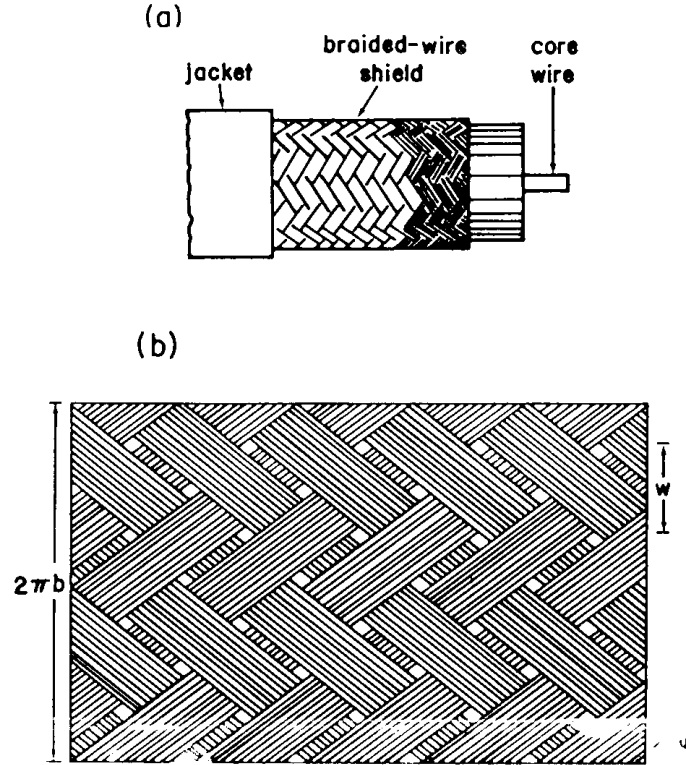 (a)
braided-wire
shield
jacket
core
wire
(b)
w
2πb